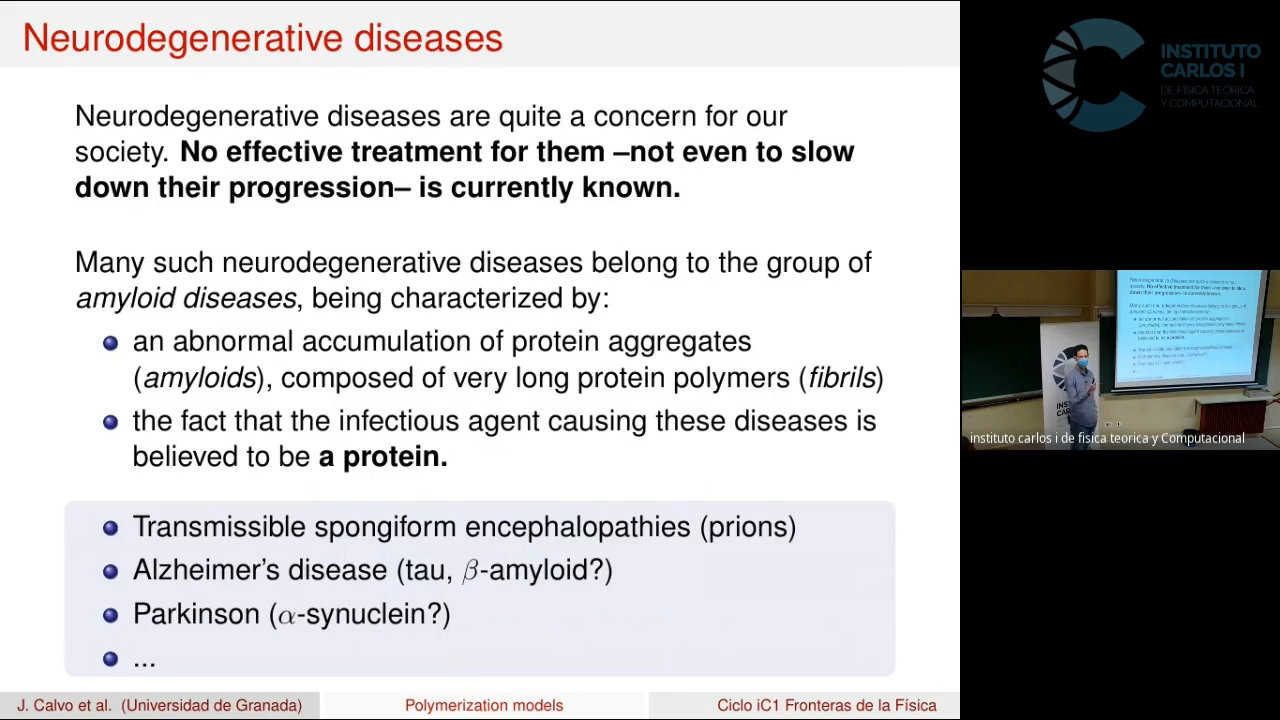 Neurodegenerative diseases
Neurodegenerative diseases are quite a concern for our
society. No effective treatment for them –not even to slow
down their progression– is currently known.
Many such neurodegenerative diseases belong to the group of
amyloid diseases, being characterized by:
an abnormal accumulation of protein aggregates
(amyloids), composed of very long protein polymers (fibrils)
the fact that the infectious agent causing these diseases is
believed to be a protein.
Transmissible spongiform encephalopathies (prions)
Alzheimer's disease (tau, β-amyloid?)
Parkinson (α-synuclein?)
...
J. Calvo et al. (Universidad de Granada)
Polymerization models
Ciclo iC1 Fronteras de la Física
INSTITUTO
CARLOS I
DE FÍSICA TEÓRICA
Y COMPUTACIONAL
instituto carlos i de fisica teorica y Computacional